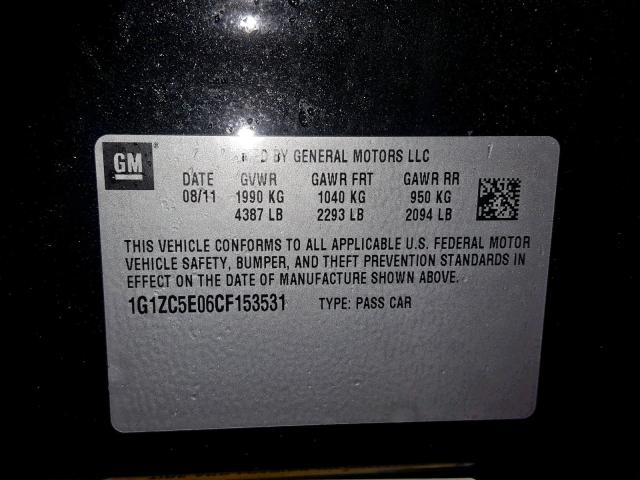 GM
BY GENERAL MOTORS LLC
DATE GVWR GAWR FRT GAWR RR
08/11 1990 KG 1040 KG 950 KG
4387 LB 2293 LB 2094 LB
THIS VEHICLE CONFORMS TO ALL APPLICABLE U.S. FEDERAL MOTOR
VEHICLE SAFETY, BUMPER, AND THEFT PREVENTION STANDARDS IN
EFFECT ON THE DATE OF MANUFACTURE SHOWN ABOVE.
1G1ZC5E06CF153531 TYPE: PASS CAR